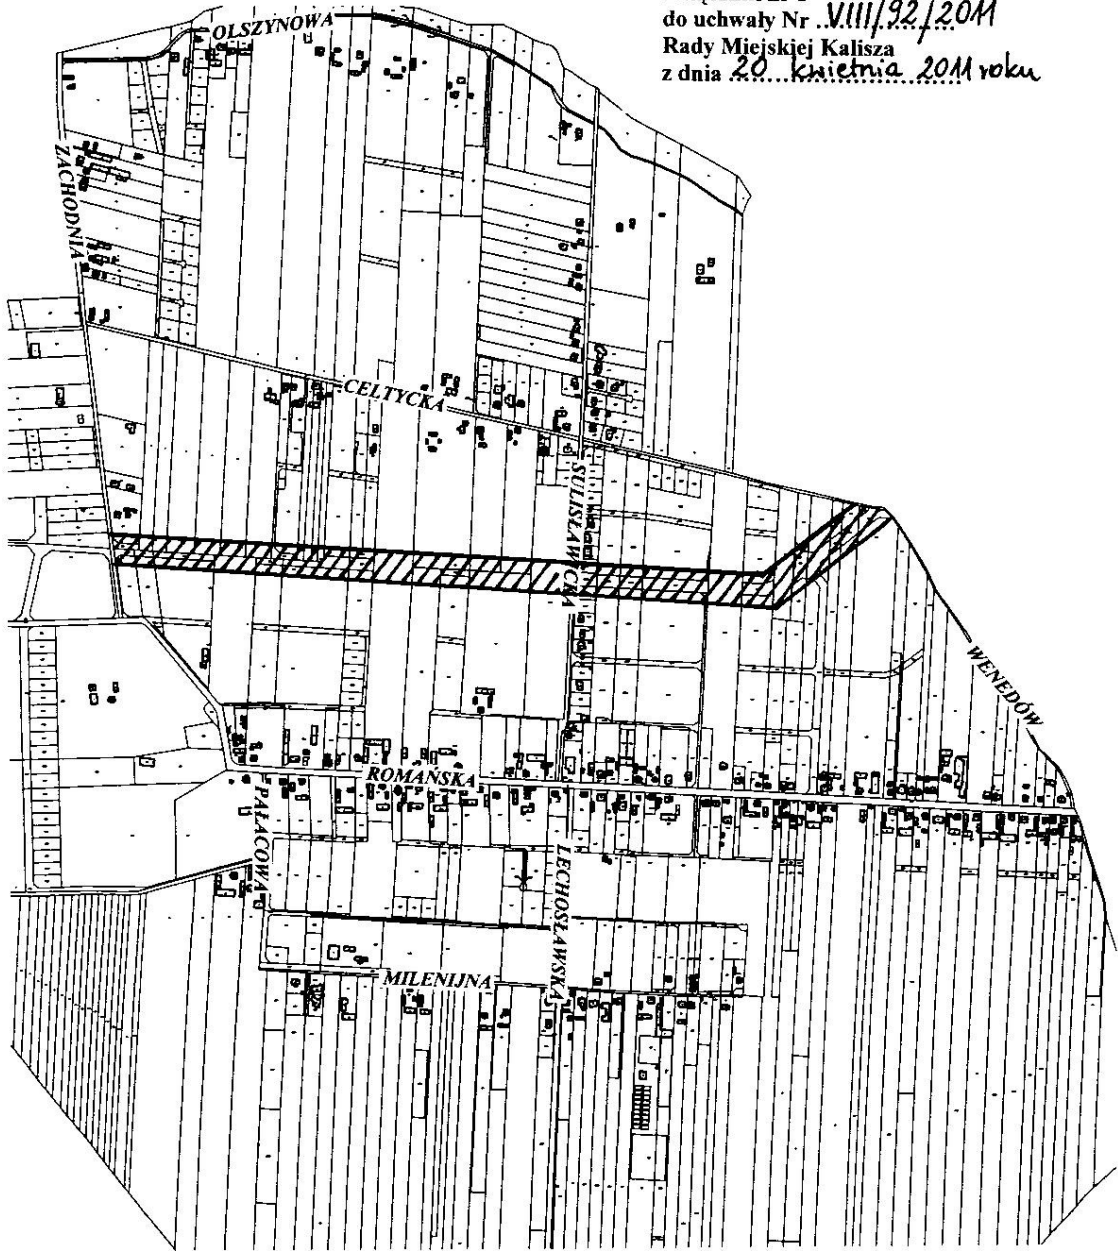 do uchwały Nr VIII/92/2011
Rady Miejskiej Kalisza
z dnia 20 kwietnia 2011 roku
OLSZYNOWA
ZACHODNIA
CELTYCKA
SULISŁAWICKA
WENEDÓW
ROMAŃSKA
PAŁACOWA
LECHOSŁAWSKA
MILENIJNA